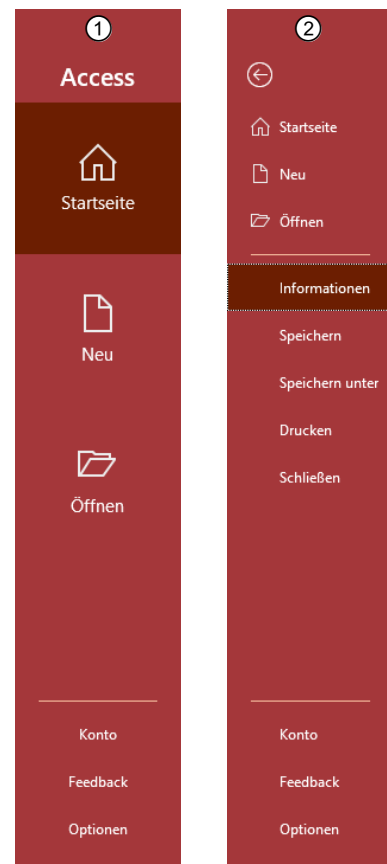 1
Access
Startseite
Neu
Öffnen
Konto
Feedback
Optionen
2
Startseite
Neu
Öffnen
Informationen
Speichern
Speichern unter
Drucken
Schließen
Konto
Feedback
Optionen